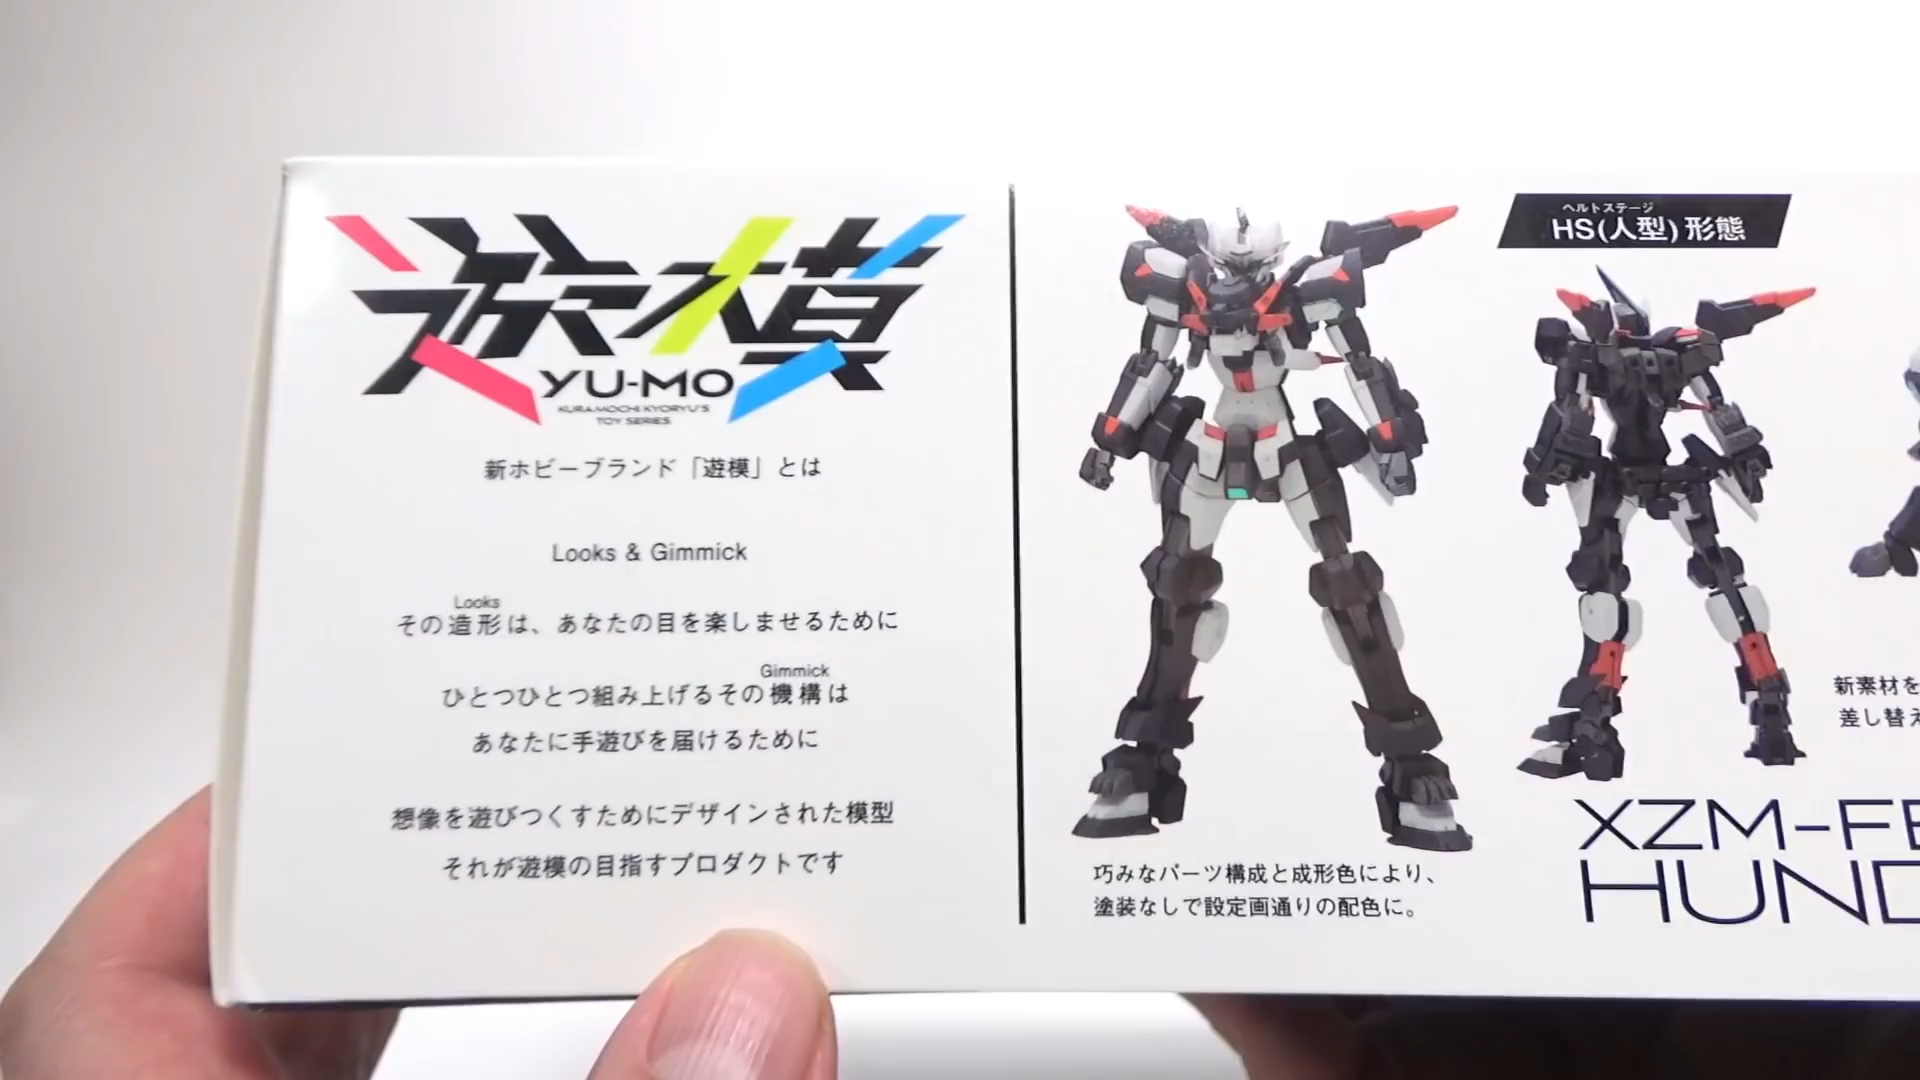 遊模
YU-MO
KURAMOCHI KYORYU'S
TOY SERIES
新ホビーブランド「遊模」とは
Looks & Gimmick
Looks
その造形は、あなたの目を楽しませるために
Gimmick
ひとつひとつ組み上げるその機構は
あなたに手遊びを届けるために
想像を遊びつくすためにデザインされた模型
それが遊模の目指すプロダクトです
巧みなパーツ構成と成形色により、
塗装なしで設定画通りの配色に。
ヘルトステージ
HS(人型)形態
新素材を
差し替え
XZM-FE
HUND